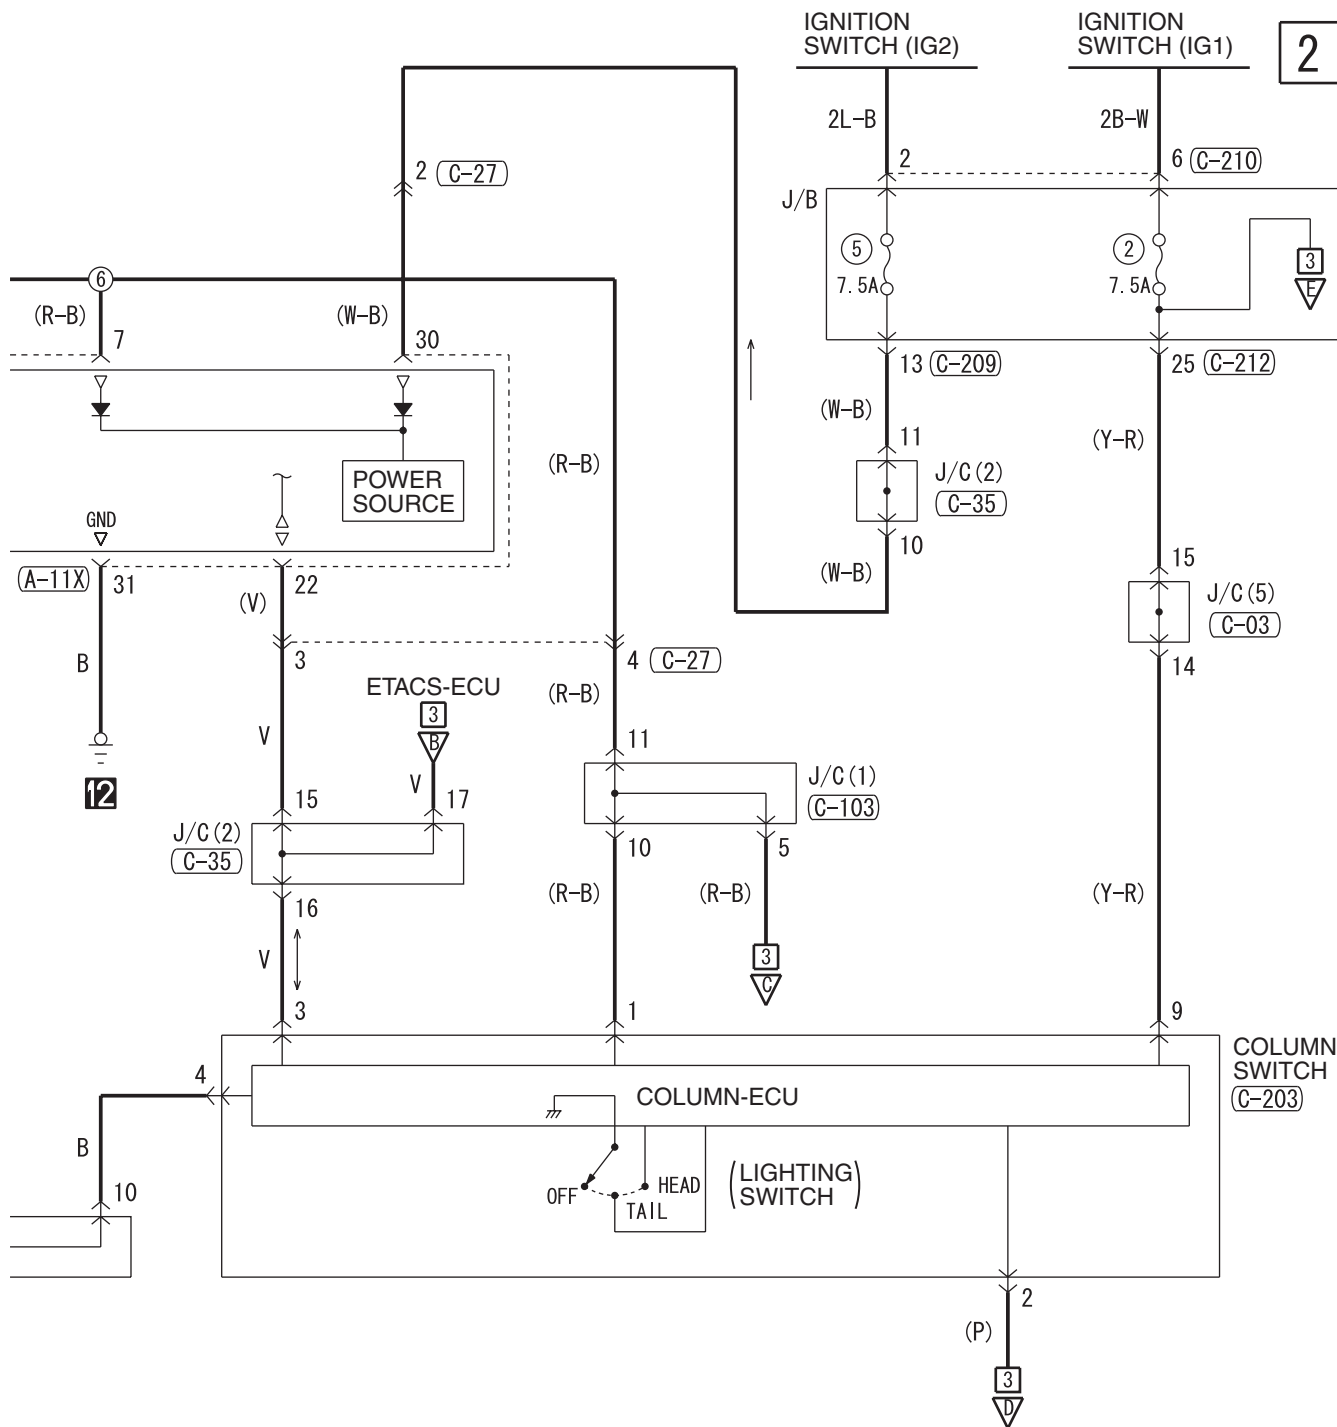 IGNITION
SWITCH (IG2)
IGNITION
SWITCH (IG1)
2
2L-B
2B-W
2 (C-27)
2
6 (C-210)
J/B
5
7.5A
2
7.5A
3
E
6
(R-B)
(W-B)
7
30
13 (C-209)
25 (C-212)
(W-B)
11
(Y-R)
(R-B)
POWER
SOURCE
J/C(2)
C-35
GND
10
(A-11X)
31
22
(V)
(W-B)
15
J/C(5)
C-03
B
3
4 (C-27)
14
ETACS-ECU
3
B
(R-B)
V
V
11
12
15
17
J/C(1)
C-103
J/C(2)
C-35
10
5
16
(R-B)
(R-B)
(Y-R)
V
3
C
3
1
9
COLUMN
SWITCH
C-203
4
COLUMN-ECU
B
10
OFF
TAIL
HEAD
(LIGHTING
SWITCH)
2
(P)
3
D